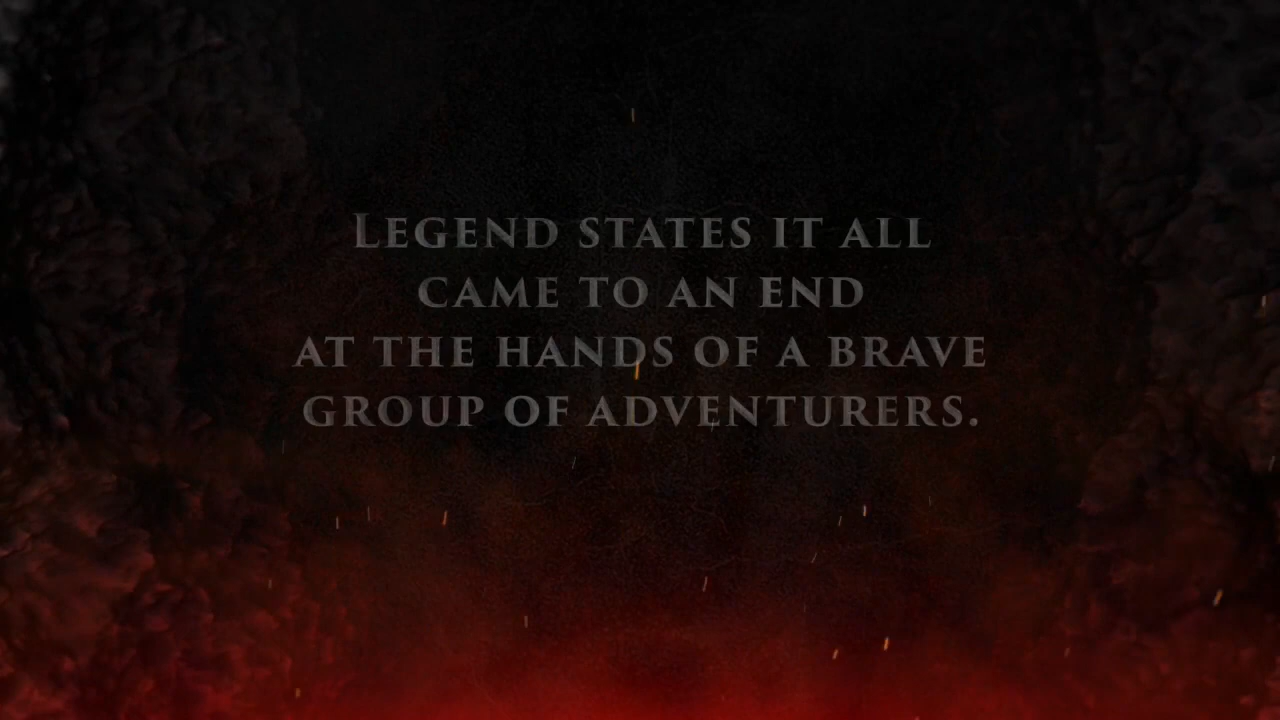 Legend states it all
came to an end
at the hands of a brave
group of adventurers.